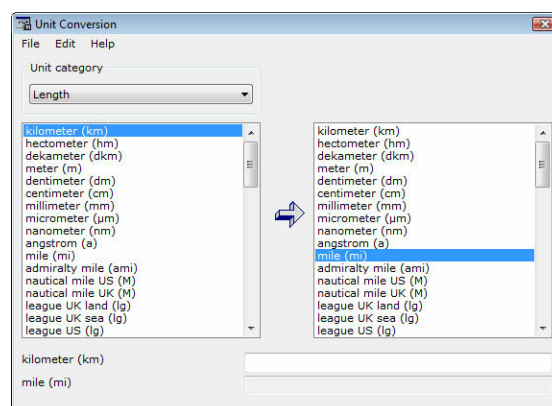 Unit Conversion
File Edit Help
Unit category
Length
kilometer (km)
hectometer (hm)
dekameter (dkm)
meter (m)
dentimeter (dm)
centimeter (cm)
millimeter (mm)
micrometer (µm)
nanometer (nm)
angstrom (a)
mile (mi)
admiralty mile (ami)
nautical mile US (M)
nautical mile UK (M)
league UK land (lg)
league UK sea (lg)
league US (lg)
kilometer (km)
hectometer (hm)
dekameter (dkm)
meter (m)
dentimeter (dm)
centimeter (cm)
millimeter (mm)
micrometer (µm)
nanometer (nm)
angstrom (a)
mile (mi)
admiralty mile (ami)
nautical mile US (M)
nautical mile UK (M)
league UK land (lg)
league UK sea (lg)
league US (lg)
kilometer (km)
mile (mi)